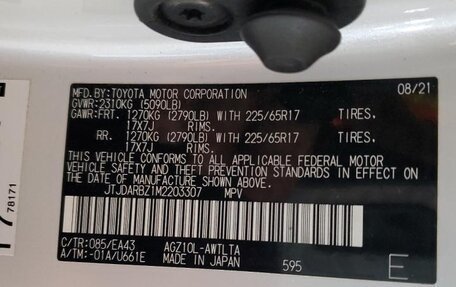 MFD.BY:TOYOTA MOTOR CORPORATION 08/21
GVWR:2310KG (5090LB)
GAWR:FRT. 1270KG (2790LB) WITH 225/65R17 TIRES,
17X7J RIMS.
RR. 1270KG (2790LB) WITH 225/65R17 TIRES,
17X7J RIMS.
THIS VEHICLE CONFORMS TO ALL APPLICABLE FEDERAL MOTOR
VEHICLE SAFETY AND THEFT PREVENTION STANDARDS IN EFFECT ON
THE DATE OF MANUFACTURE SHOWN ABOVE.
JTJDARBZ1M2203307 MPV
C/TR:085/EA43 AGZ10L-AWTLTA
A/TM:-01A/U661E MADE IN JAPAN 595 E
78171